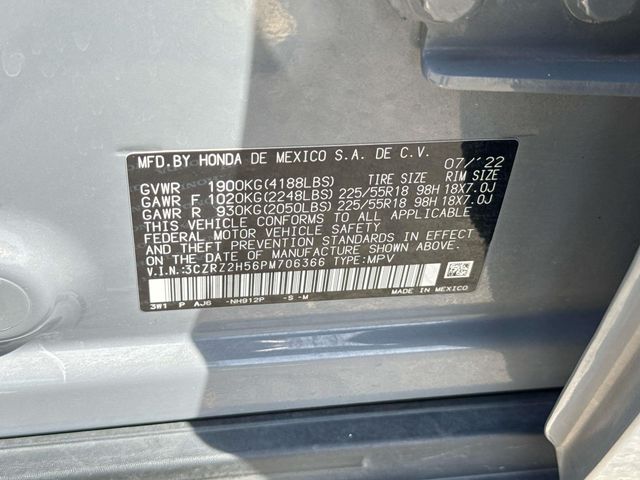 MFD.BY HONDA DE MEXICO S.A. DE C.V. 07/'22
GVWR 1900KG(4188LBS) TIRE SIZE RIM SIZE
GAWR F 1020KG(2248LBS) 225/55R18 98H 18X7.0J
GAWR R 930KG(2050LBS) 225/55R18 98H 18X7.0J
THIS VEHICLE CONFORMS TO ALL APPLICABLE
FEDERAL MOTOR VEHICLE SAFETY
AND THEFT PREVENTION STANDARDS IN EFFECT
ON THE DATE OF MANUFACTURE SHOWN ABOVE.
V.I.N.:3CZRZ2H56PM706366 TYPE:MPV
3W1 P AJ6 -NH912P -S -M MADE IN MEXICO